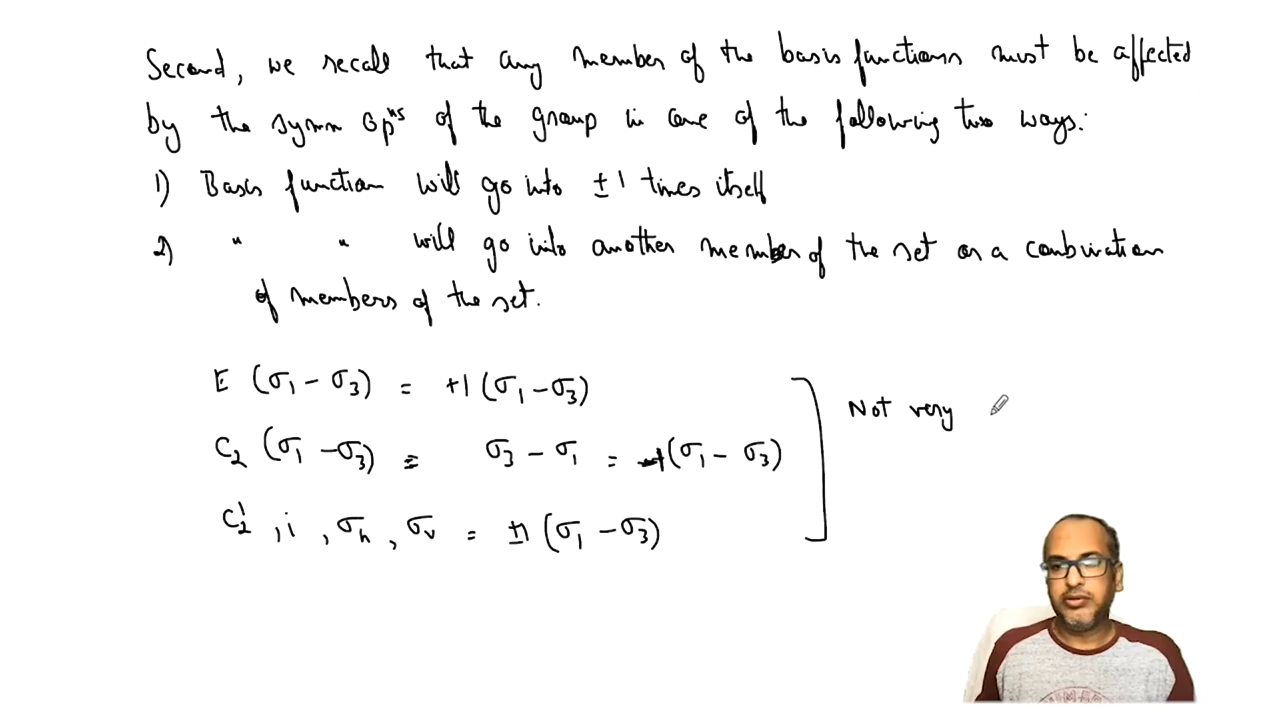 Second, we recall that any member of the basis functions must be affected
by the symm opⁿˢ of the group in one of the following two ways:
1) Basis function will go into ±1 times itself
2) " " will go into another member of the set or a combination
of members of the set.
E (σ₁ - σ₃) = +1 (σ₁ - σ₃)
C₂ (σ₁ - σ₃) = σ₃ - σ₁ = -1 (σ₁ - σ₃)
C₂', i, σₕ, σᵥ = ±1 (σ₁ - σ₃)
Not very